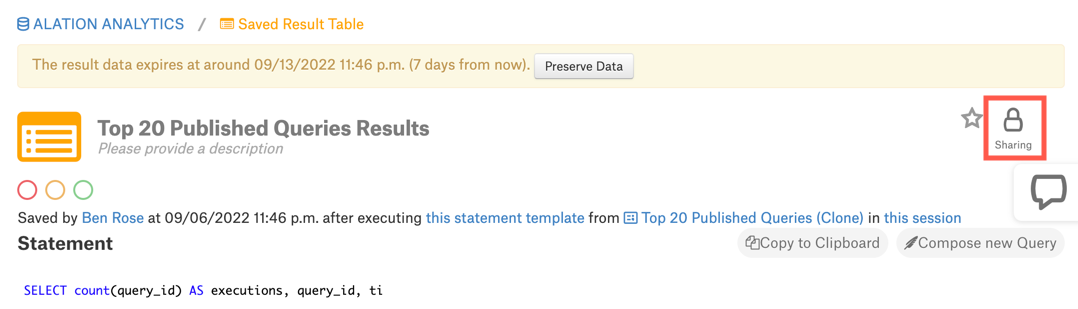 ALATION ANALYTICS / Saved Result Table
The result data expires at around 09/13/2022 11:46 p.m. (7 days from now). Preserve Data
Top 20 Published Queries Results
Please provide a description
Sharing
Saved by Ben Rose at 09/06/2022 11:46 p.m. after executing this statement template from Top 20 Published Queries (Clone) in this session
Statement
Copy to Clipboard
Compose new Query
SELECT count(query_id) AS executions, query_id, ti